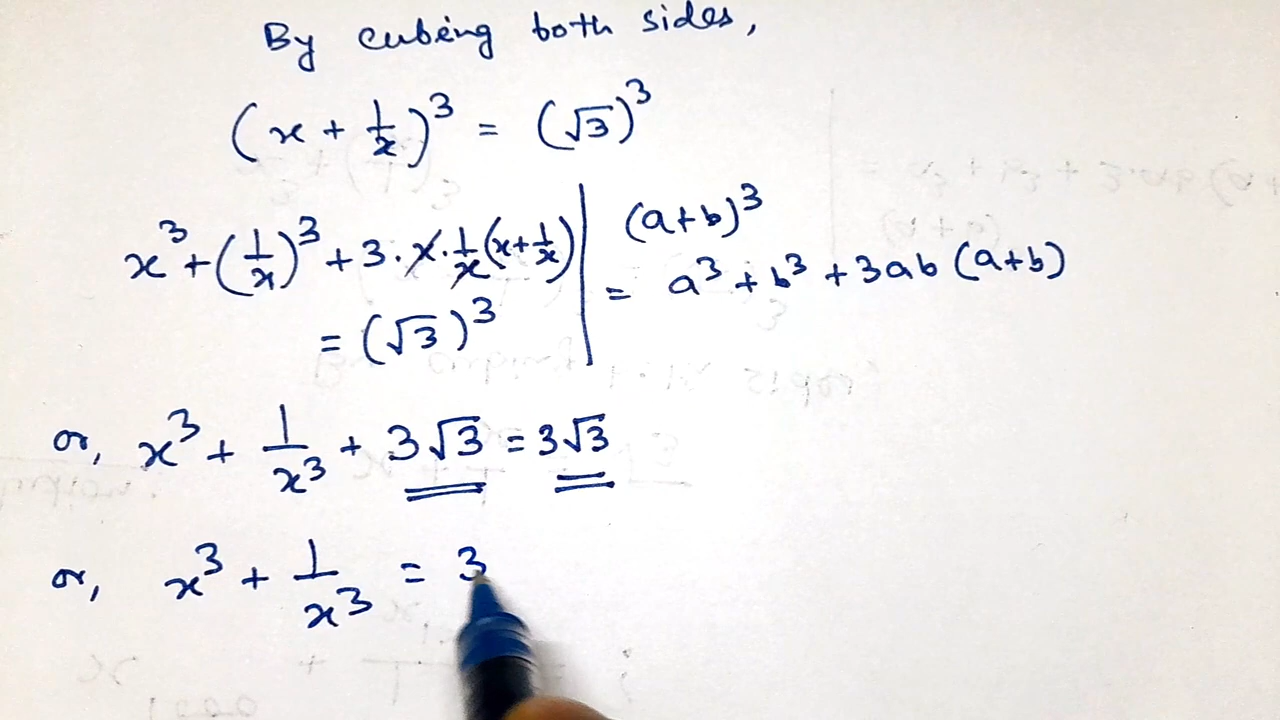 By cubing both sides,
(x + 1/x)³ = (√3)³
x³ + (1/x)³ + 3 · x · 1/x (x + 1/x)
= (√3)³
(a+b)³
= a³ + b³ + 3ab (a+b)
or, x³ + 1/x³ + 3√3 = 3√3
or, x³ + 1/x³ = 3